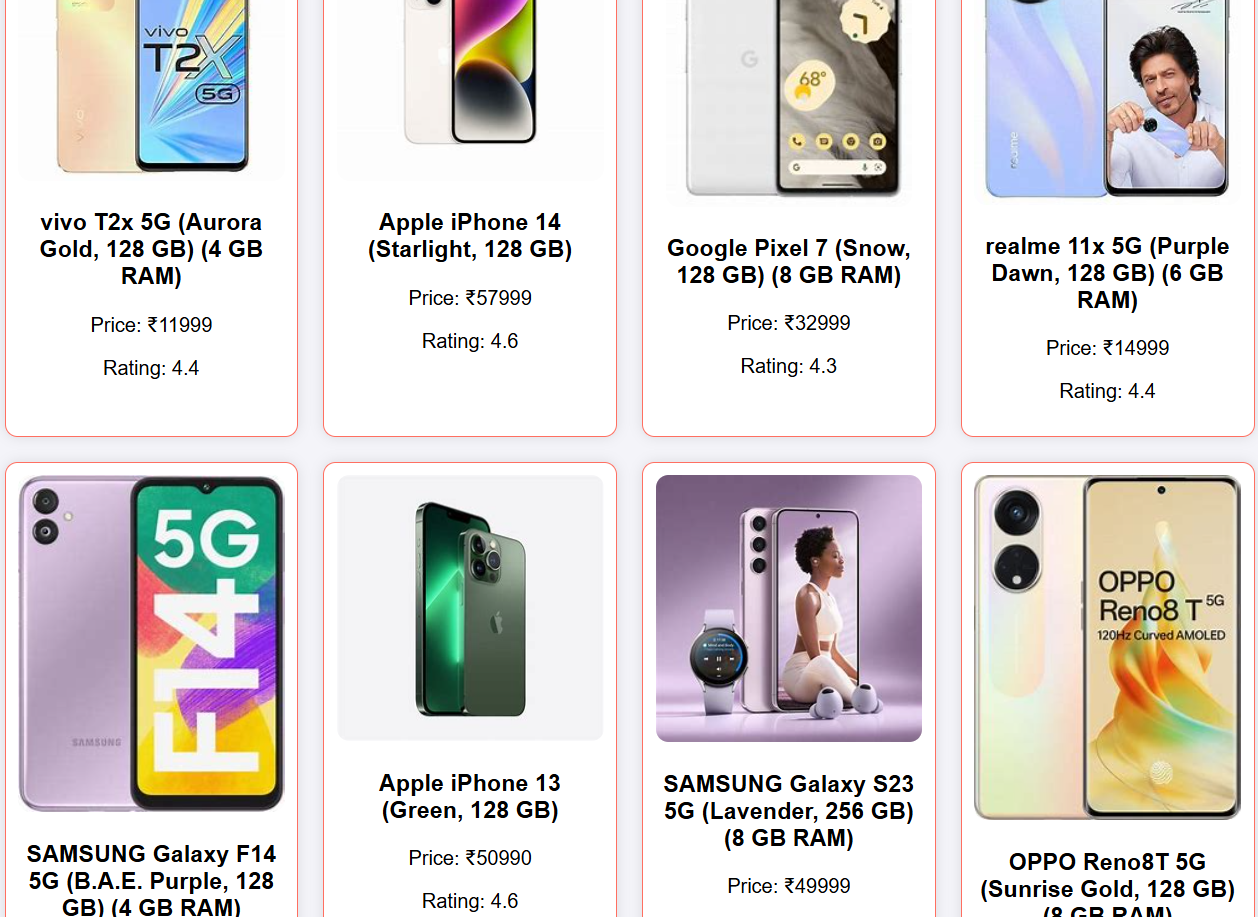 vivo
T2X
5G
G
68°
G
realme
vivo T2x 5G (Aurora
Gold, 128 GB) (4 GB
RAM)
Price: ₹11999
Rating: 4.4
Apple iPhone 14
(Starlight, 128 GB)
Price: ₹57999
Rating: 4.6
Google Pixel 7 (Snow,
128 GB) (8 GB RAM)
Price: ₹32999
Rating: 4.3
realme 11x 5G (Purple
Dawn, 128 GB) (6 GB
RAM)
Price: ₹14999
Rating: 4.4
5G
F14
SAMSUNG
SAMSUNG Galaxy F14
5G (B.A.E. Purple, 128
GB) (4 GB RAM)
Apple iPhone 13
(Green, 128 GB)
Price: ₹50990
Rating: 4.6
SAMSUNG Galaxy S23
5G (Lavender, 256 GB)
(8 GB RAM)
Price: ₹49999
OPPO
Reno8 T 5G
120Hz Curved AMOLED
OPPO Reno8T 5G
(Sunrise Gold, 128 GB)
(8 GB RAM)